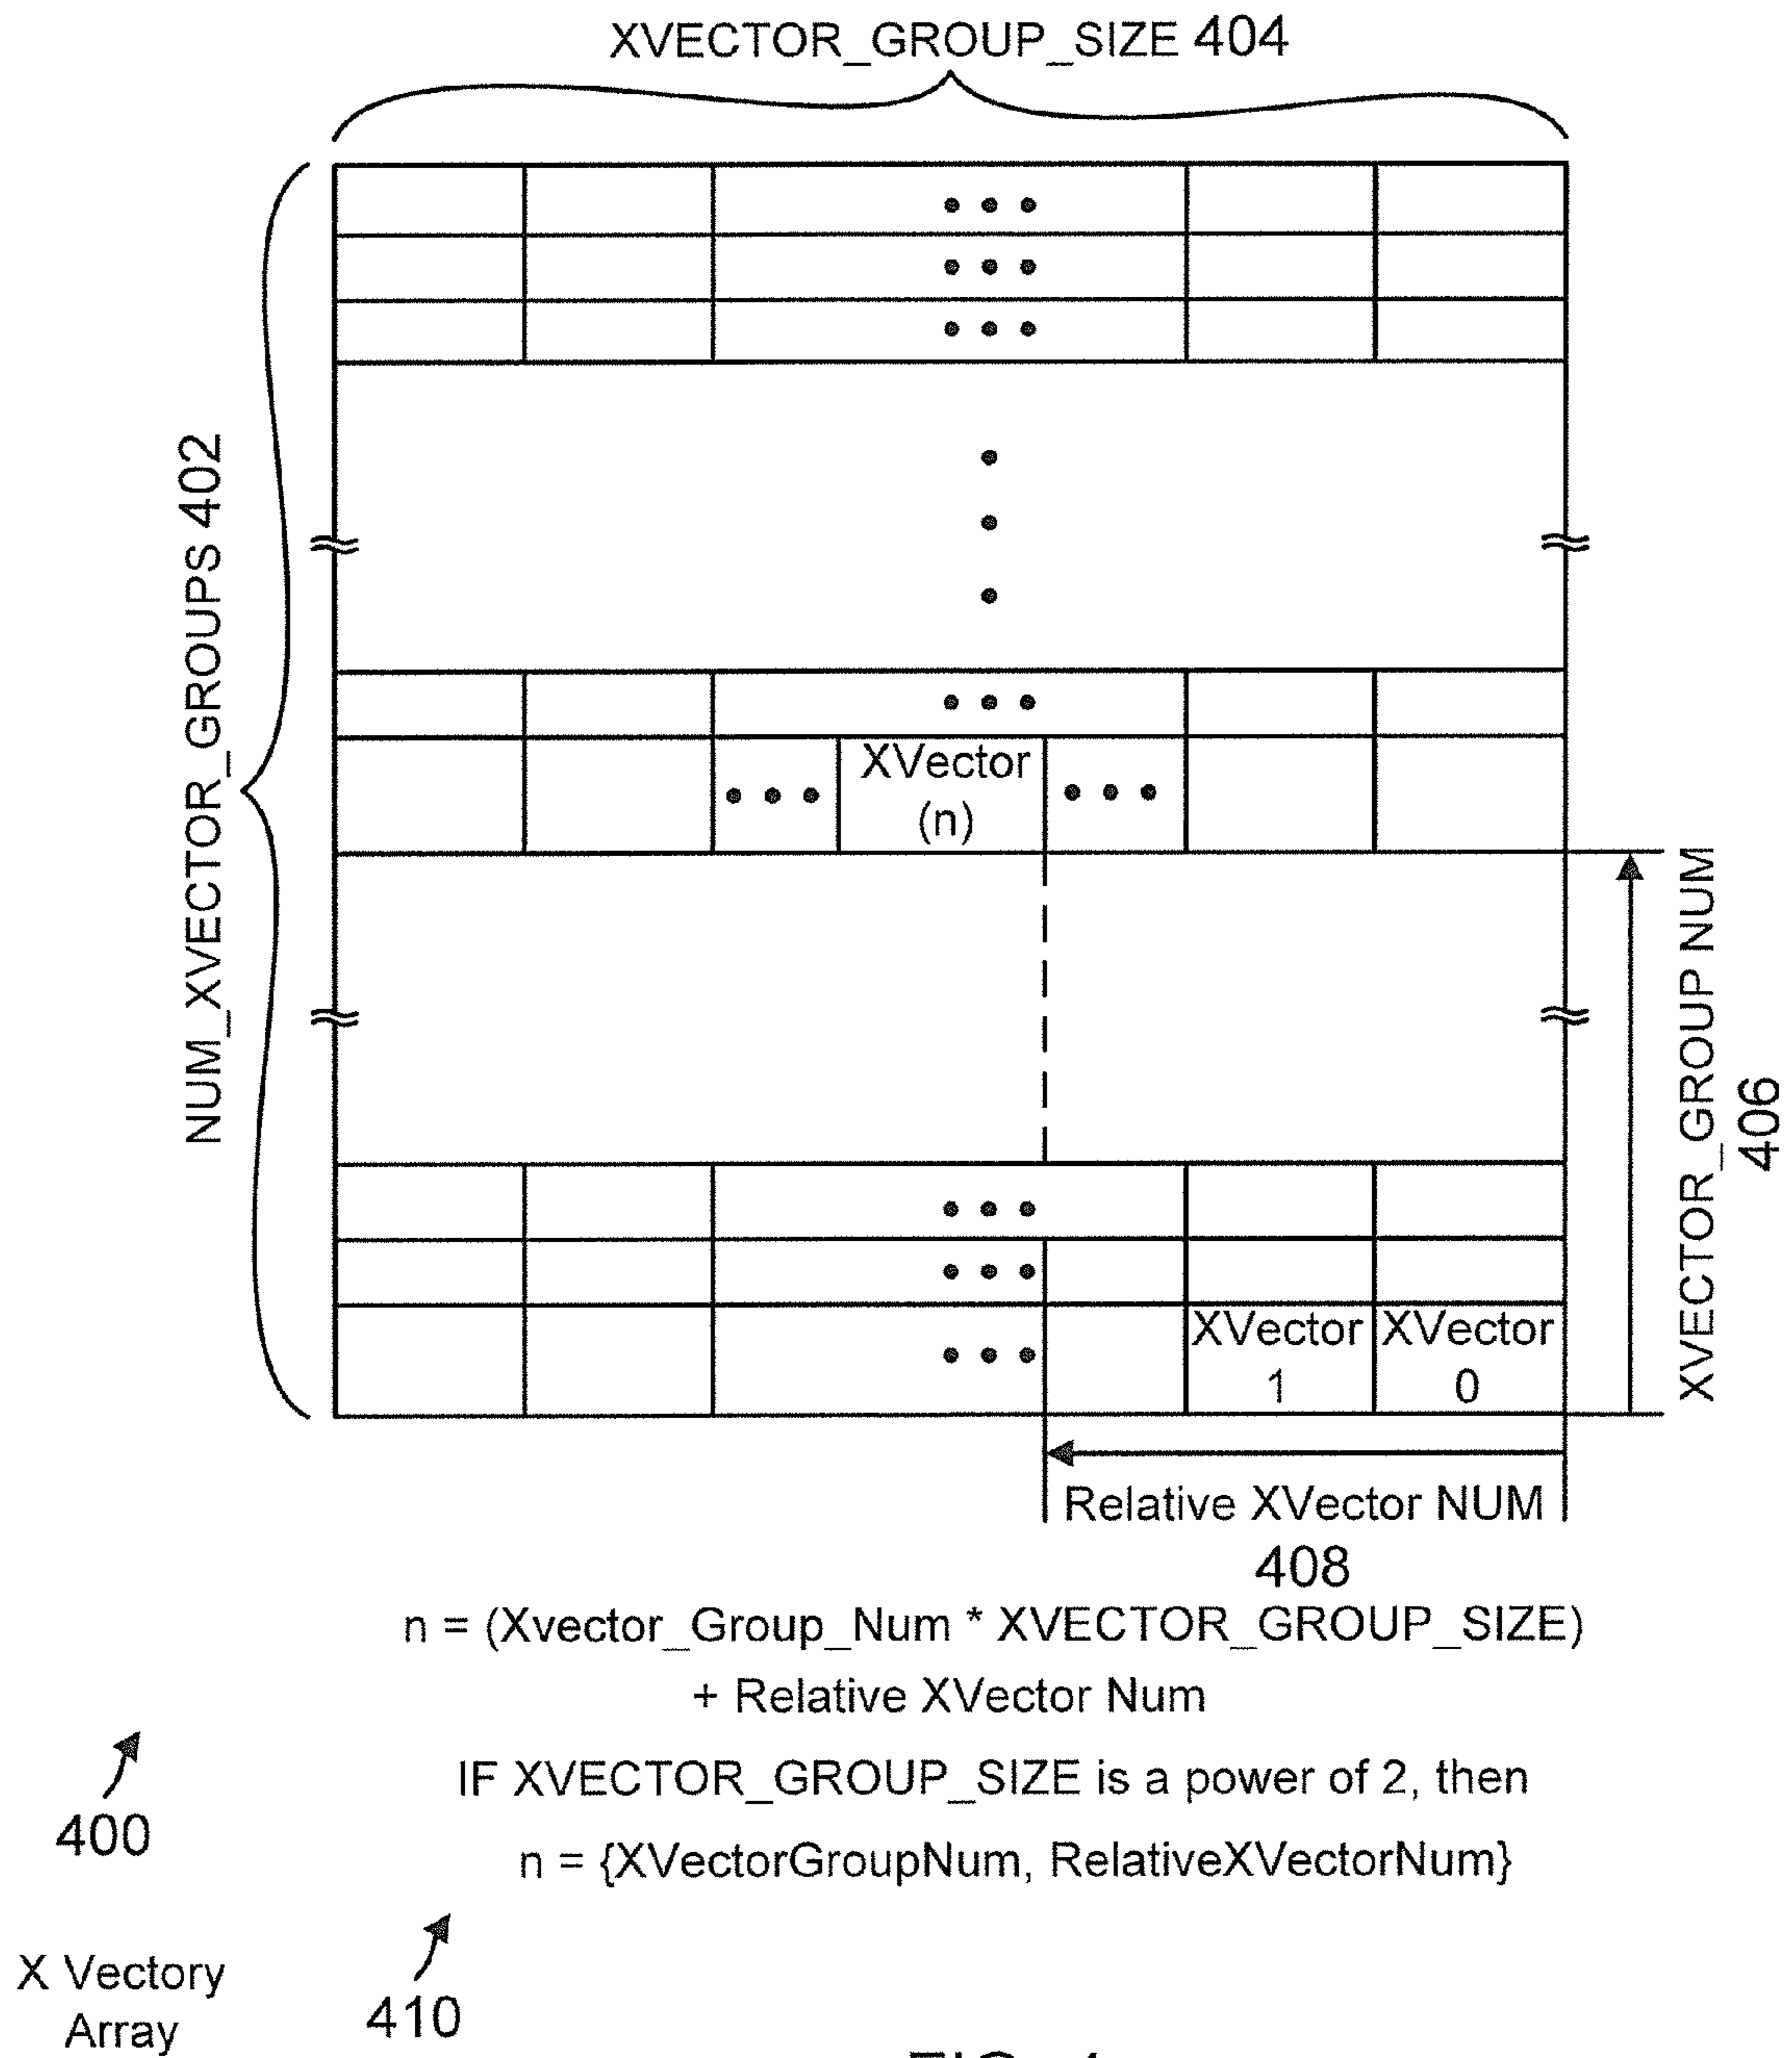 XVECTOR_GROUP_SIZE 404
NUM_XVECTOR_GROUPS 402
XVector
(n)
XVECTOR_GROUP NUM
406
XVector
1
XVector
0
Relative XVector NUM
408
n = (Xvector_Group_Num * XVECTOR_GROUP_SIZE)
+ Relative XVector Num
IF XVECTOR_GROUP_SIZE is a power of 2, then
n = {XVectorGroupNum, RelativeXVectorNum}
400
410
X Vectory
Array